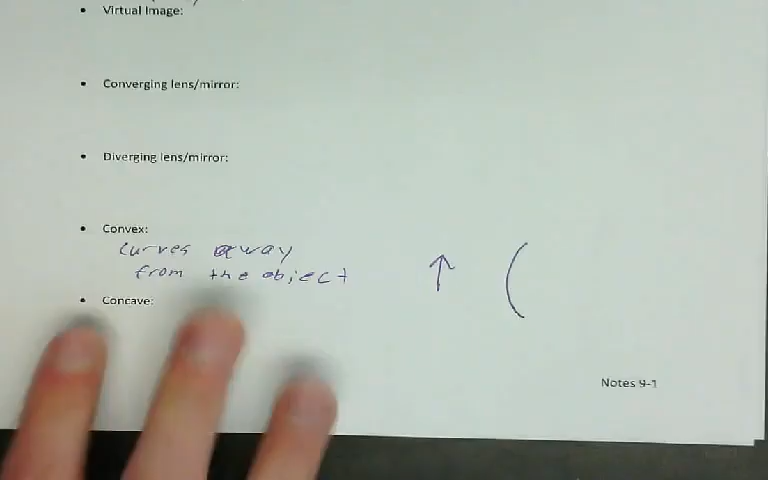 • Virtual Image:
• Converging lens/mirror:
• Diverging lens/mirror:
• Convex:
curves away
from the object
• Concave:
Notes 9-1